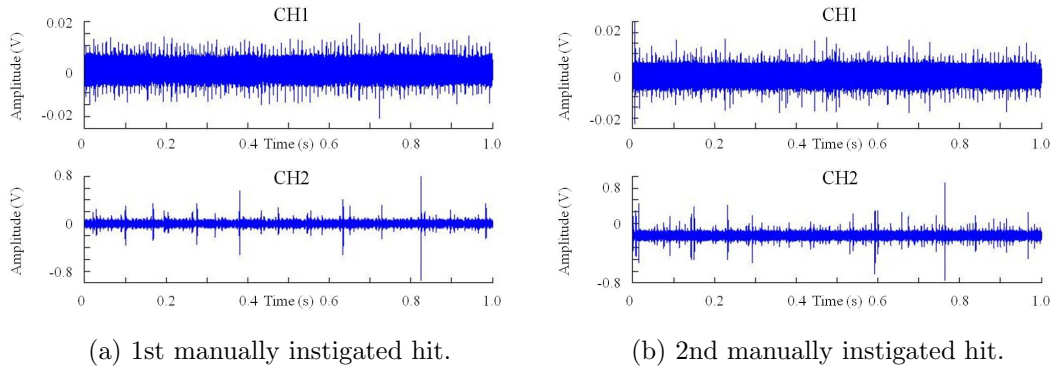 CH1
0.02
0
-0.02
Amplitude (V)
0 0.2 0.4 Time (s) 0.6 0.8 1.0
CH2
0.8
0
-0.8
Amplitude (V)
0 0.2 0.4 Time (s) 0.6 0.8 1.0
(a) 1st manually instigated hit.
CH1
0.02
0
-0.02
Amplitude (V)
0 0.2 0.4 Time (s) 0.6 0.8 1.0
CH2
0.8
0
-0.8
Amplitude (V)
0 0.2 0.4 Time (s) 0.6 0.8 1.0
(b) 2nd manually instigated hit.